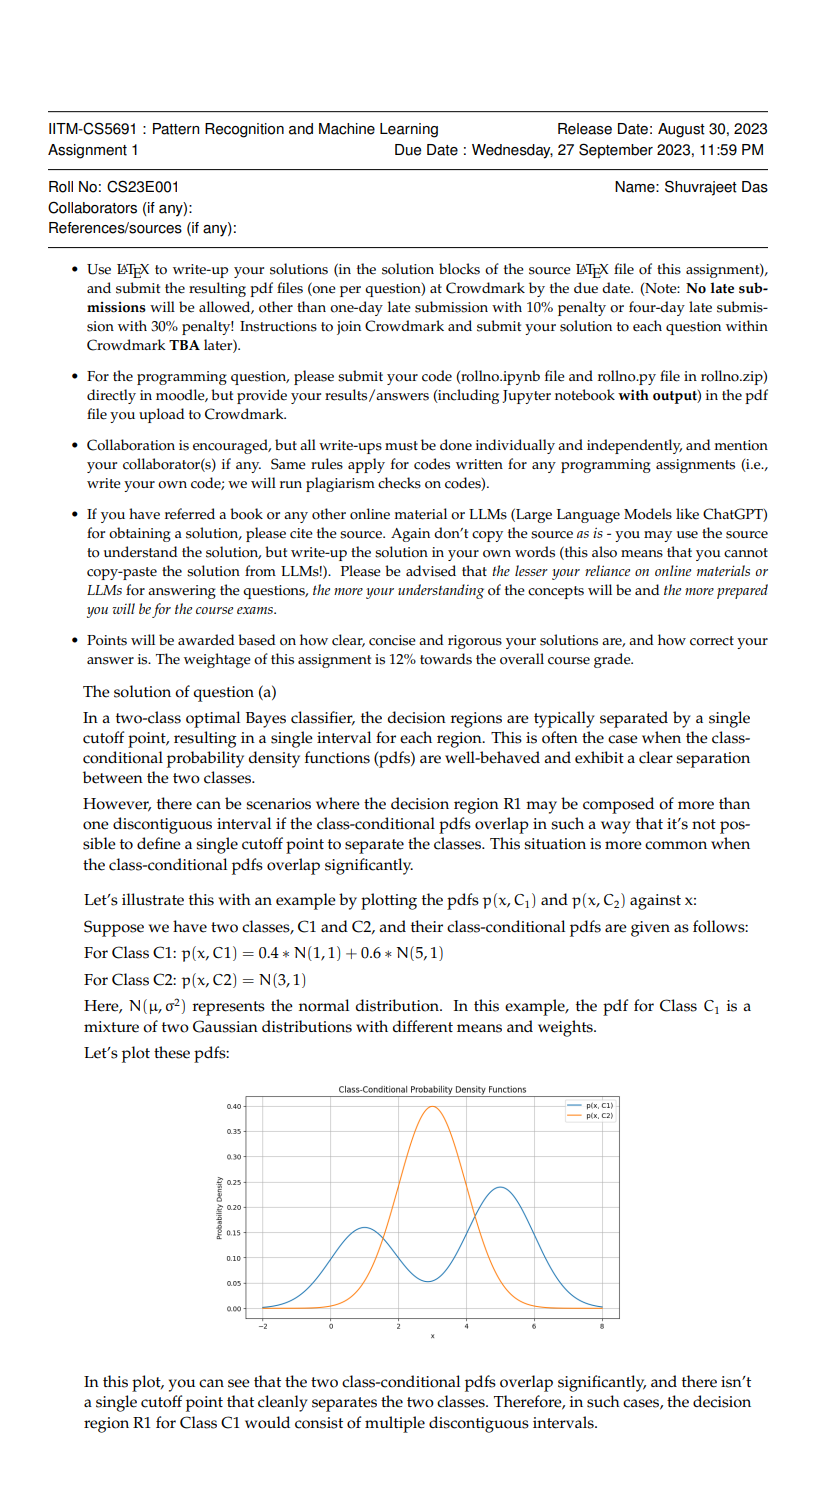 IITM-CS5691 : Pattern Recognition and Machine Learning Release Date: August 30, 2023
Assignment 1 Due Date : Wednesday, 27 September 2023, 11:59 PM
Roll No: CS23E001 Name: Shuvrajeet Das
Collaborators (if any):
References/sources (if any):
• Use LATEX to write-up your solutions (in the solution blocks of the source LATEX file of this assignment),
and submit the resulting pdf files (one per question) at Crowdmark by the due date. (Note: No late sub-
missions will be allowed, other than one-day late submission with 10% penalty or four-day late submis-
sion with 30% penalty! Instructions to join Crowdmark and submit your solution to each question within
Crowdmark TBA later).
• For the programming question, please submit your code (rollno.ipynb file and rollno.py file in rollno.zip)
directly in moodle, but provide your results/answers (including Jupyter notebook with output) in the pdf
file you upload to Crowdmark.
• Collaboration is encouraged, but all write-ups must be done individually and independently, and mention
your collaborator(s) if any. Same rules apply for codes written for any programming assignments (i.e.,
write your own code; we will run plagiarism checks on codes).
• If you have referred a book or any other online material or LLMs (Large Language Models like ChatGPT)
for obtaining a solution, please cite the source. Again don't copy the source as is - you may use the source
to understand the solution, but write-up the solution in your own words (this also means that you cannot
copy-paste the solution from LLMs!). Please be advised that the lesser your reliance on online materials or
LLMs for answering the questions, the more your understanding of the concepts will be and the more prepared
you will be for the course exams.
• Points will be awarded based on how clear, concise and rigorous your solutions are, and how correct your
answer is. The weightage of this assignment is 12% towards the overall course grade.
The solution of question (a)
In a two-class optimal Bayes classifier, the decision regions are typically separated by a single
cutoff point, resulting in a single interval for each region. This is often the case when the class-
conditional probability density functions (pdfs) are well-behaved and exhibit a clear separation
between the two classes.
However, there can be scenarios where the decision region R1 may be composed of more than
one discontiguous interval if the class-conditional pdfs overlap in such a way that it's not pos-
sible to define a single cutoff point to separate the classes. This situation is more common when
the class-conditional pdfs overlap significantly.
Let's illustrate this with an example by plotting the pdfs p(x, C₁) and p(x, C₂) against x:
Suppose we have two classes, C1 and C2, and their class-conditional pdfs are given as follows:
For Class C1: p(x, C1) = 0.4 ∗ N(1, 1) + 0.6 ∗ N(5, 1)
For Class C2: p(x, C2) = N(3, 1)
Here, N(μ, σ²) represents the normal distribution. In this example, the pdf for Class C₁ is a
mixture of two Gaussian distributions with different means and weights.
Let's plot these pdfs:
Class-Conditional Probability Density Functions
p(x, C1)
p(x, C2)
Probability Density
0.40
0.35
0.30
0.25
0.20
0.15
0.10
0.05
0.00
−2 0 2 4 6 8
x
In this plot, you can see that the two class-conditional pdfs overlap significantly, and there isn't
a single cutoff point that cleanly separates the two classes. Therefore, in such cases, the decision
region R1 for Class C1 would consist of multiple discontiguous intervals.